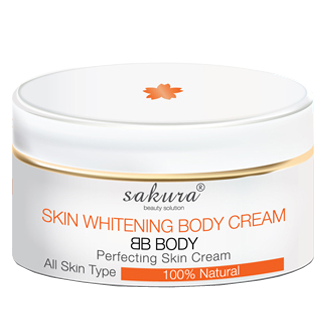 sakura®
beauty solution
SKIN WHITENING BODY CREAM
BB BODY
Perfecting Skin Cream
All Skin Type 100% Natural